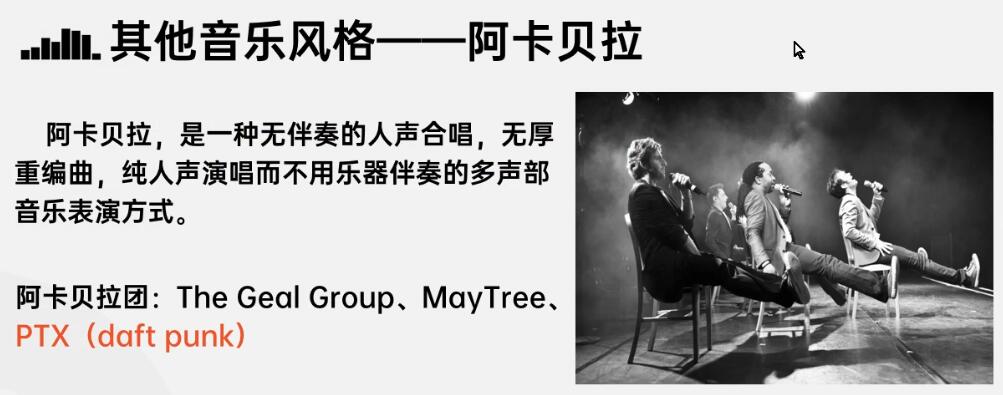 其他音乐风格——阿卡贝拉
阿卡贝拉，是一种无伴奏的人声合唱，无厚
重编曲，纯人声演唱而不用乐器伴奏的多声部
音乐表演方式。
阿卡贝拉团：The Geal Group、MayTree、
PTX（daft punk）